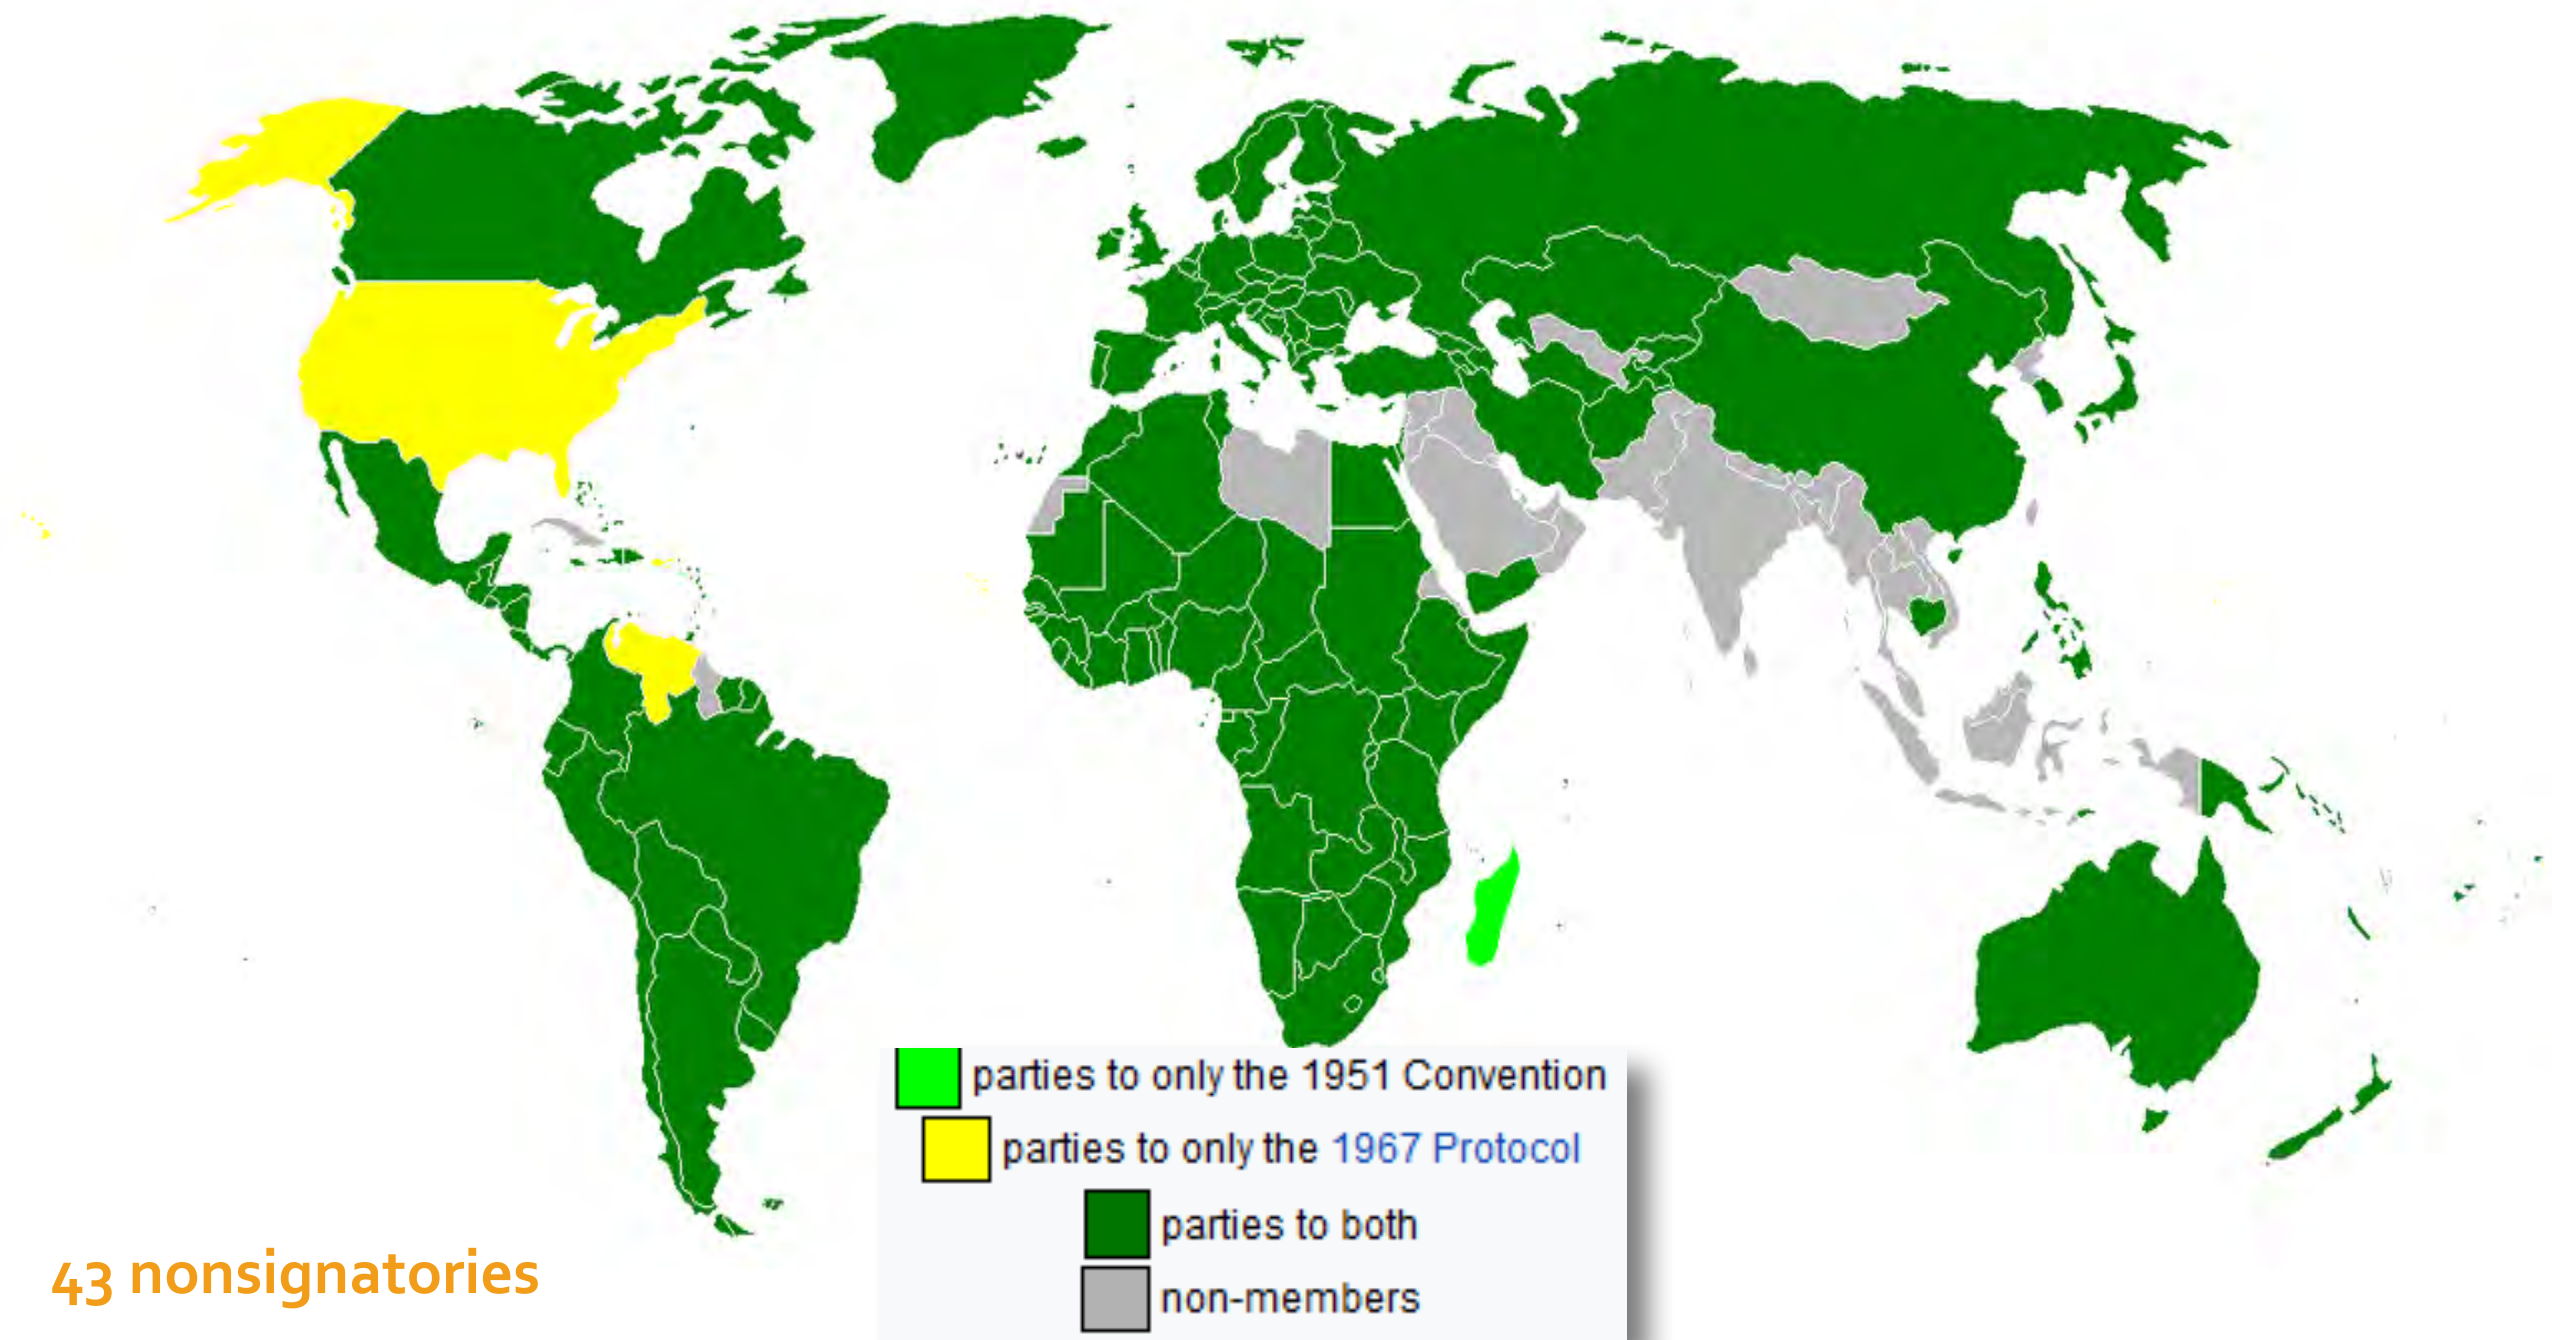 parties to only the 1951 Convention
parties to only the 1967 Protocol
parties to both
non-members
43 nonsignatories